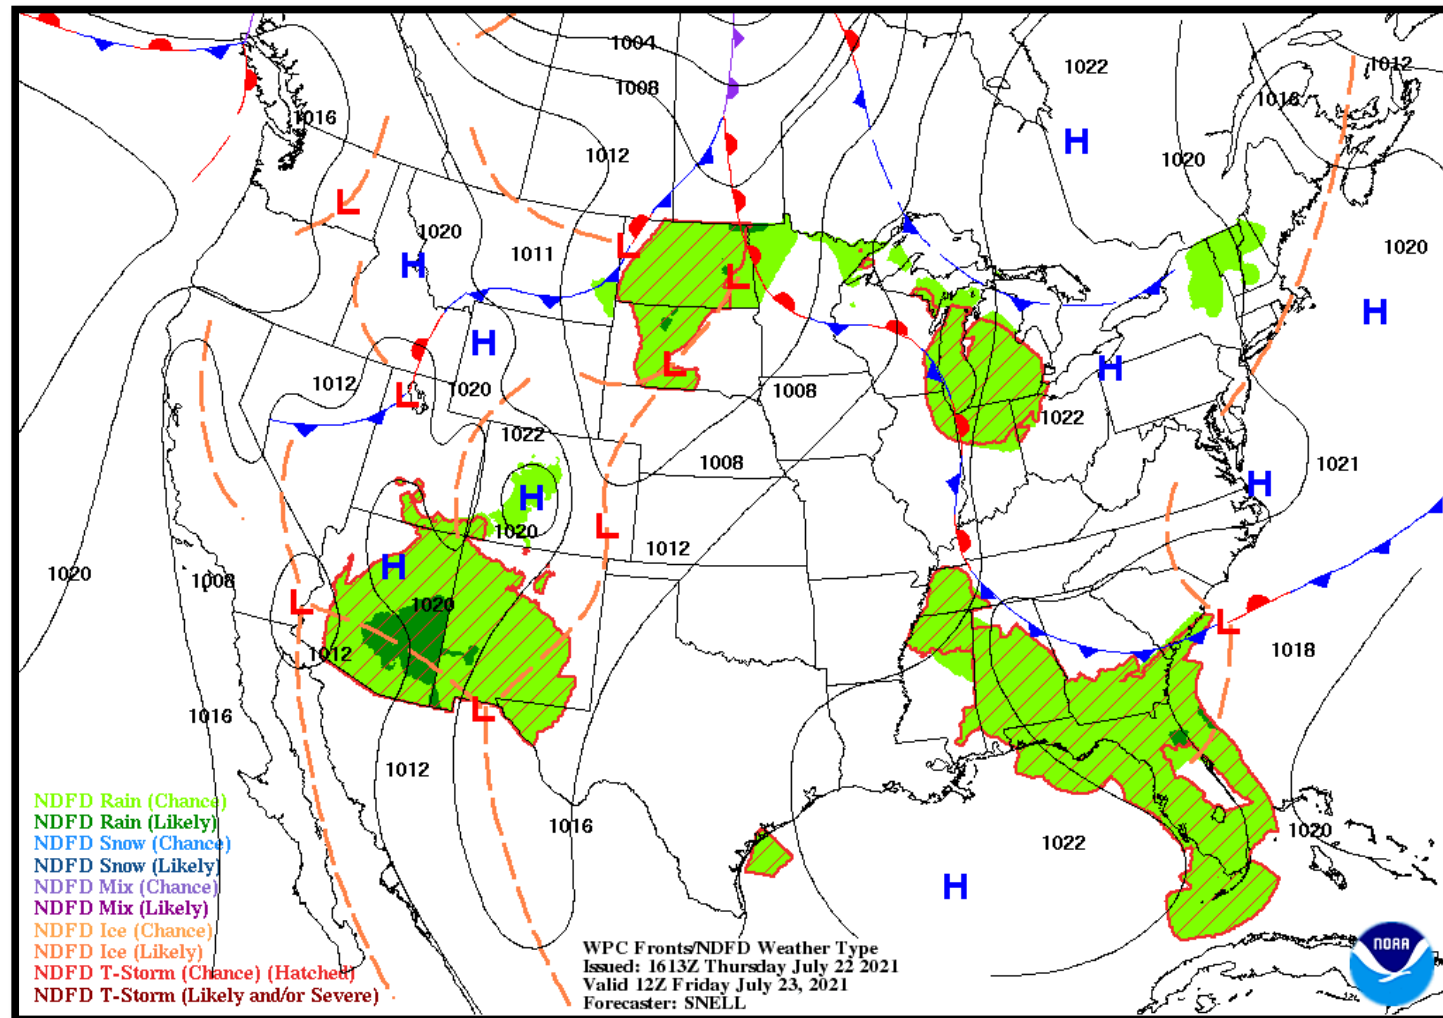 1004
1022
1012
1008
1016
1016
H
1012
1020
L
1020
1020
L
H
1011
L
H
H
1012
L
1020
L
1008
H
1022
1022
1008
1021
H
H
1020
L
1012
1020
1008
H
L
1020
L
1012
1018
1016
L
1012
1016
1020
1022
H
NDFD Rain (Chance)
NDFD Rain (Likely)
NDFD Snow (Chance)
NDFD Snow (Likely)
NDFD Mix (Chance)
NDFD Mix (Likely)
NDFD Ice (Chance)
NDFD Ice (Likely)
NDFD T-Storm (Chance) (Hatched)
NDFD T-Storm (Likely and/or Severe)
WPC Fronts/NDFD Weather Type
Issued: 1613Z Thursday July 22 2021
Valid 12Z Friday July 23, 2021
Forecaster: SNELL
NOAA